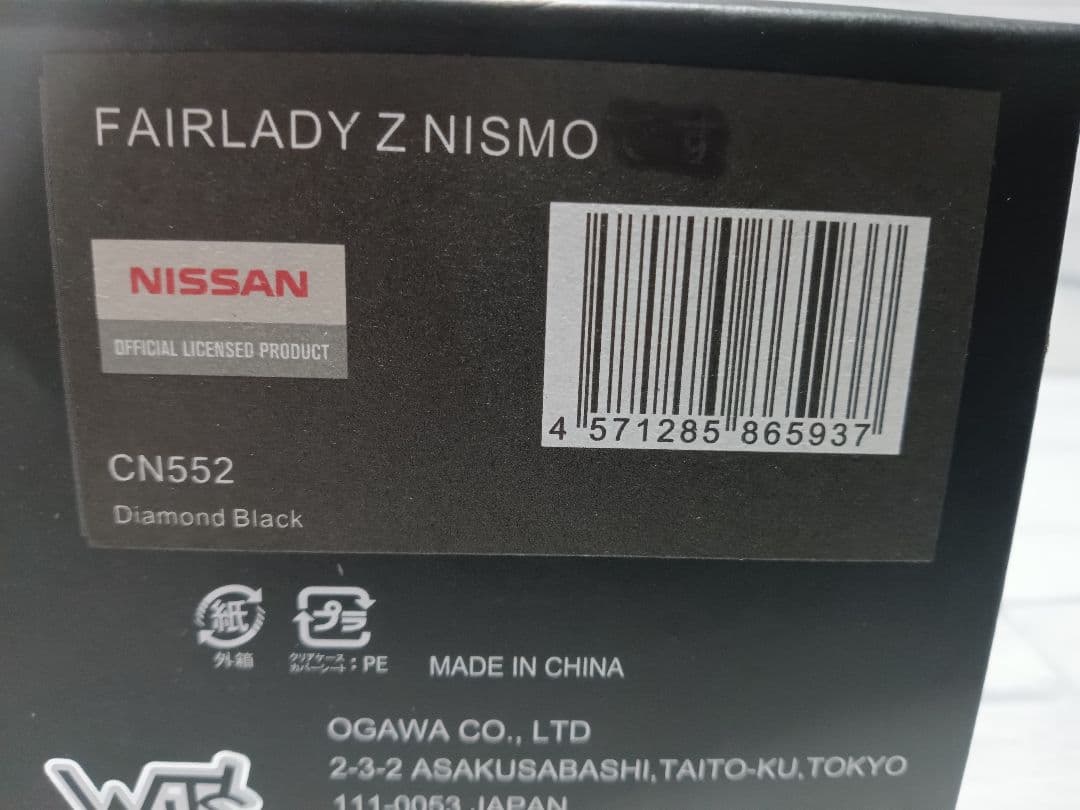 FAIRLADY Z NISMO
NISSAN
OFFICIAL LICENSED PRODUCT
4 571285 865937
CN552
Diamond Black
紙
プラ
外箱
クリアケース
カバーシート：PE
MADE IN CHINA
OGAWA CO., LTD
2-3-2 ASAKUSABASHI,TAITO-KU,TOKYO
111-0053 JAPAN